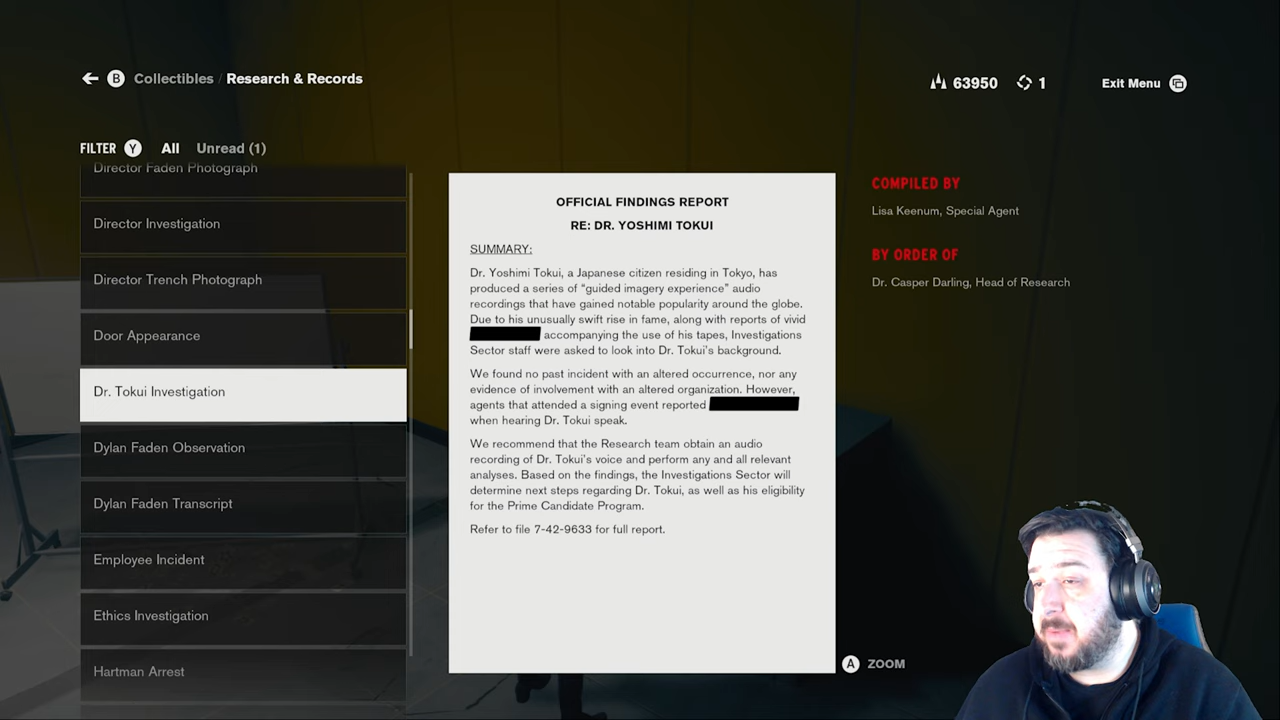 B Collectibles / Research & Records
63950 1 Exit Menu
FILTER Y All Unread (1)
Director Faden Photograph
Director Investigation
Director Trench Photograph
Door Appearance
Dr. Tokui Investigation
Dylan Faden Observation
Dylan Faden Transcript
Employee Incident
Ethics Investigation
Hartman Arrest
OFFICIAL FINDINGS REPORT
RE: DR. YOSHIMI TOKUI
SUMMARY:
Dr. Yoshimi Tokui, a Japanese citizen residing in Tokyo, has
produced a series of “guided imagery experience” audio
recordings that have gained notable popularity around the globe.
Due to his unusually swift rise in fame, along with reports of vivid
accompanying the use of his tapes, Investigations
Sector staff were asked to look into Dr. Tokui’s background.
We found no past incident with an altered occurrence, nor any
evidence of involvement with an altered organization. However,
agents that attended a signing event reported
when hearing Dr. Tokui speak.
We recommend that the Research team obtain an audio
recording of Dr. Tokui’s voice and perform any and all relevant
analyses. Based on the findings, the Investigations Sector will
determine next steps regarding Dr. Tokui, as well as his eligibility
for the Prime Candidate Program.
Refer to file 7-42-9633 for full report.
COMPILED BY
Lisa Keenum, Special Agent
BY ORDER OF
Dr. Casper Darling, Head of Research
A ZOOM